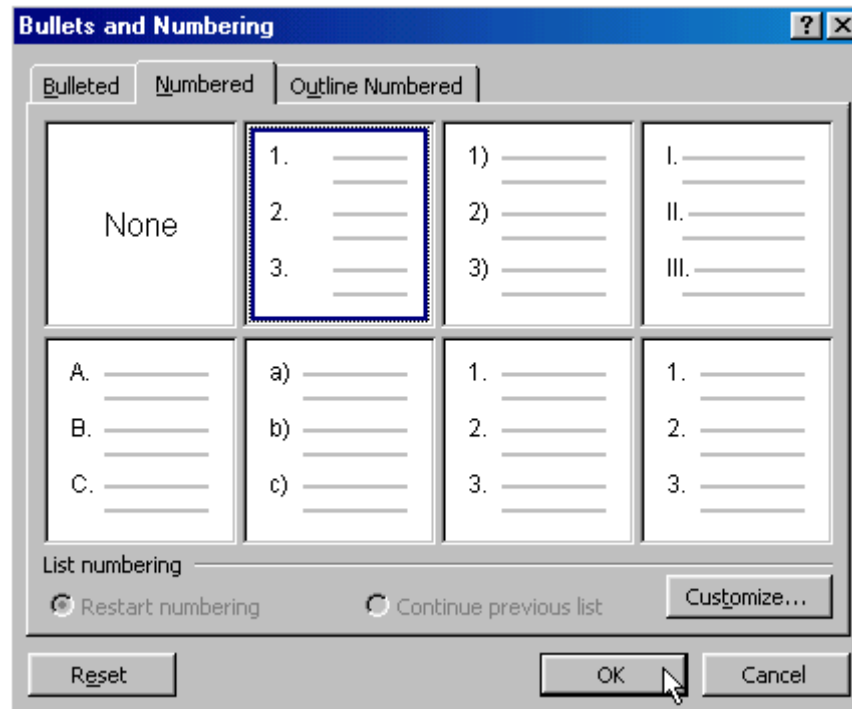 Bullets and Numbering
Bulleted
Numbered
Outline Numbered
None
1.
2.
3.
1)
2)
3)
I.
II.
III.
A.
B.
C.
a)
b)
c)
1.
2.
3.
1.
2.
3.
List numbering
Restart numbering
Continue previous list
Customize...
Reset
OK
Cancel